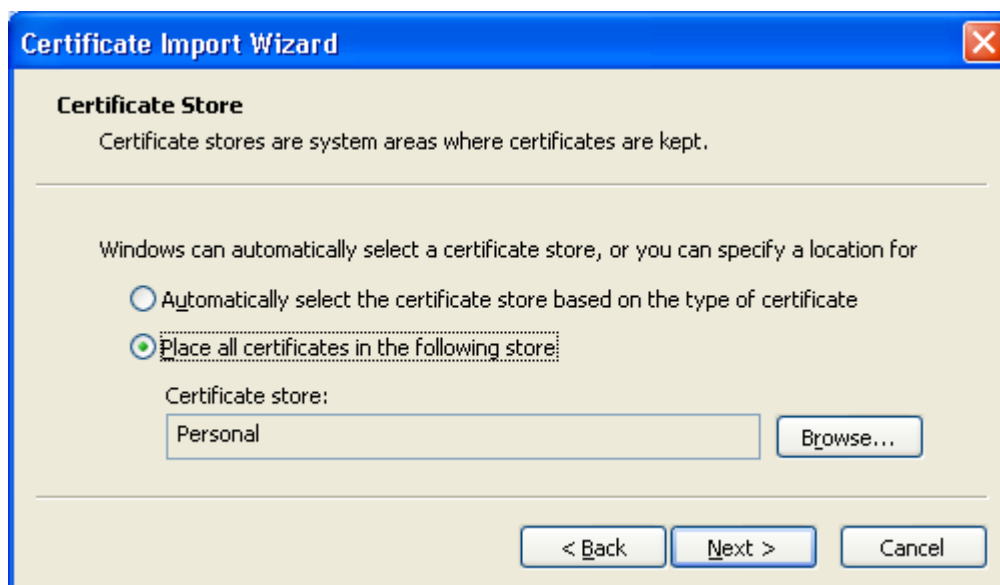 Certificate Import Wizard
Certificate Store
Certificate stores are system areas where certificates are kept.
Windows can automatically select a certificate store, or you can specify a location for
Automatically select the certificate store based on the type of certificate
Place all certificates in the following store
Certificate store:
Personal
Browse...
< Back Next > Cancel